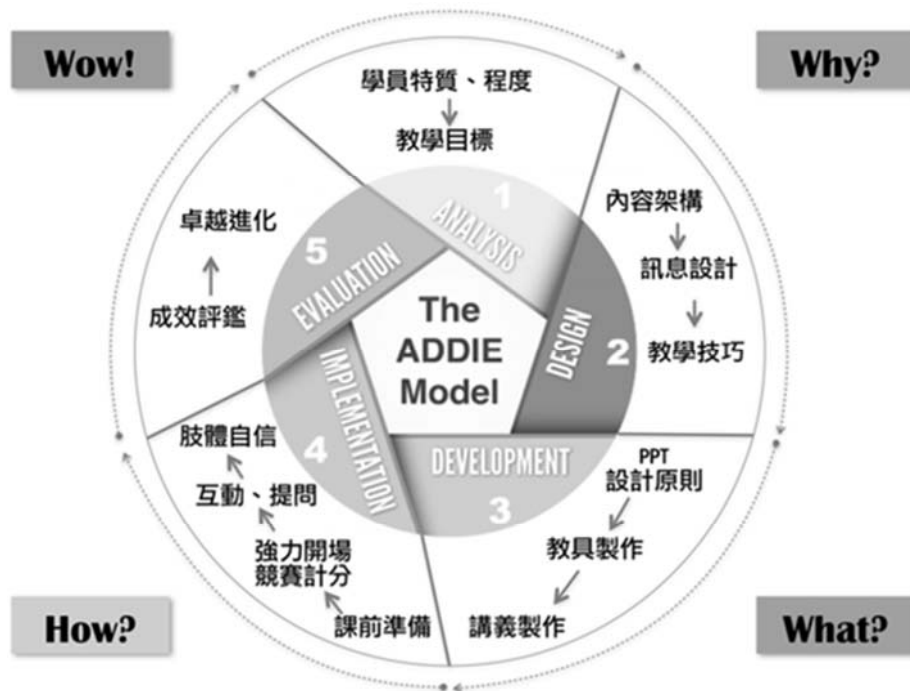 Wow!
Why?
學員特質、程度
教學目標
1
ANALYSIS
內容架構
訊息設計
教學技巧
2
DESIGN
PPT
設計原則
教具製作
講義製作
DEVELOPMENT
3
課前準備
強力開場
競賽計分
互動、提問
肢體自信
4
IMPLEMENTATION
成效評鑑
卓越進化
5
EVALUATION
The
ADDIE
Model
How?
What?